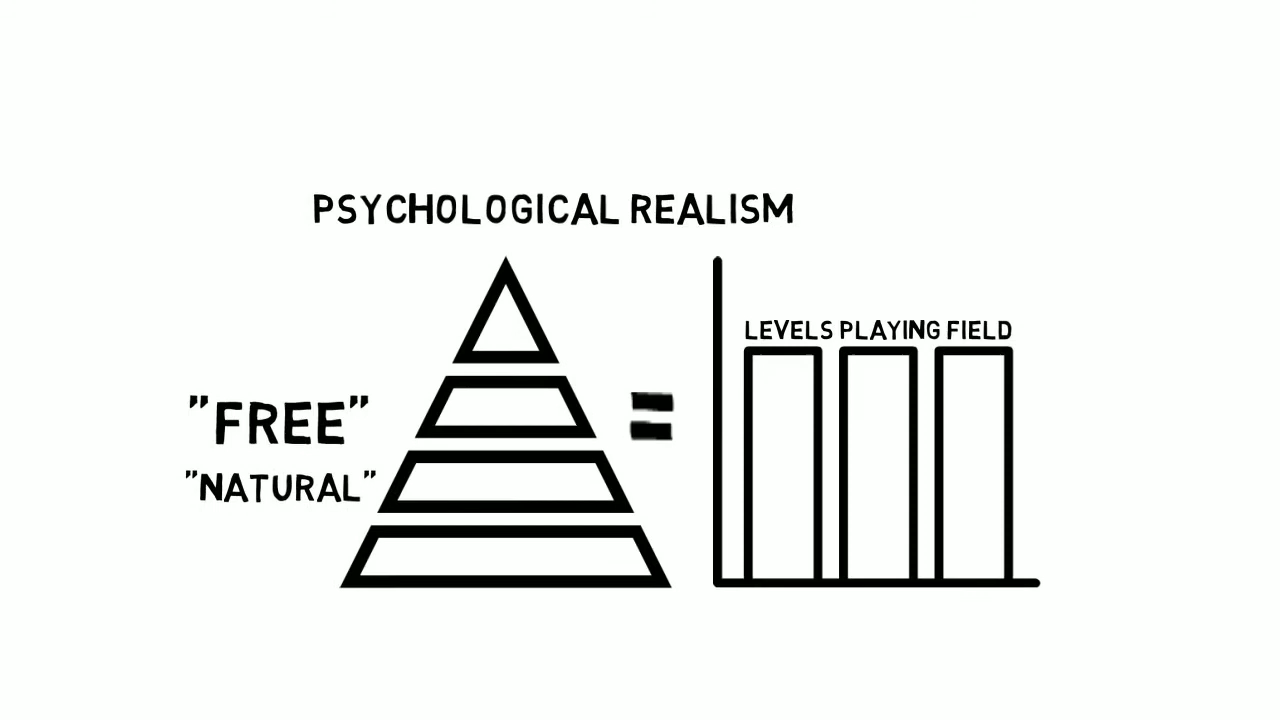 PSYCHOLOGICAL REALISM
LEVELS PLAYING FIELD
"FREE"
"NATURAL"
=